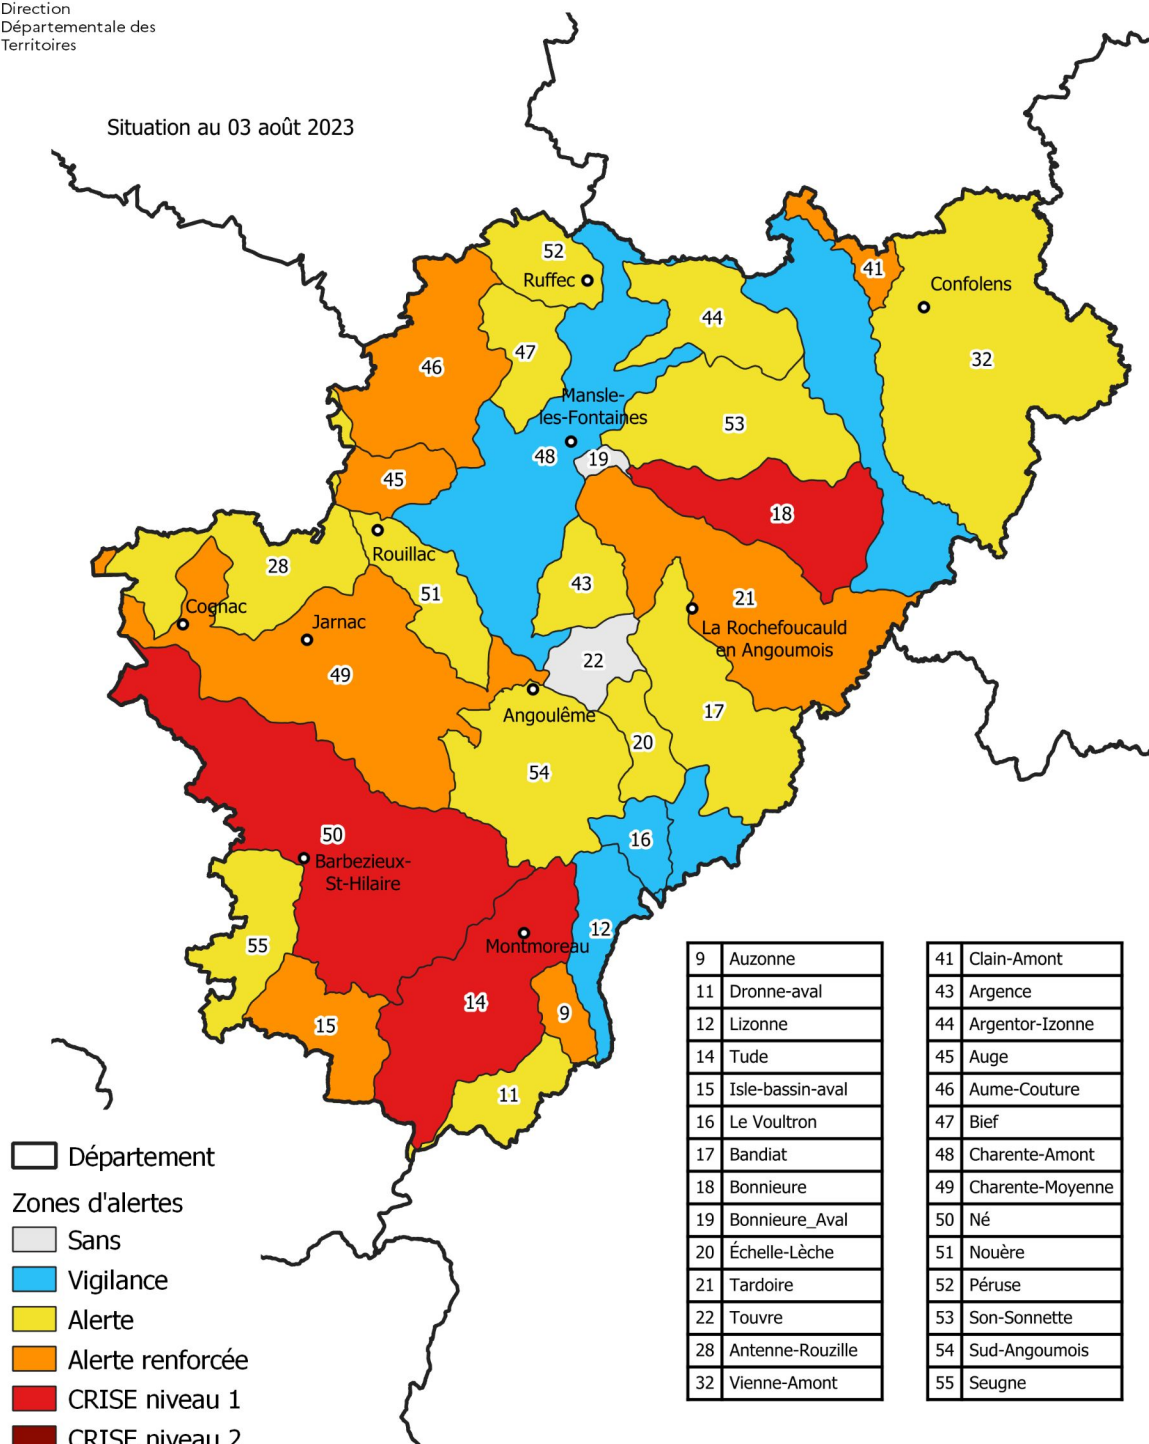 Direction
Départementale des
Territoires
Situation au 03 août 2023
52
Ruffec
41
Confolens
44
47
32
46
Mansle-
les-Fontaines
53
48
19
45
18
Rouillac
28
43
51
21
Cognac
Jarnac
La Rochefoucauld
en Angoumois
22
49
17
Angoulême
20
54
50
16
Barbezieux-
St-Hilaire
12
55
Montmoreau
14
9
15
11
9 Auzonne
11 Dronne-aval
12 Lizonne
14 Tude
15 Isle-bassin-aval
16 Le Voultron
17 Bandiat
18 Bonnieure
19 Bonnieure_Aval
20 Échelle-Lèche
21 Tardoire
22 Touvre
28 Antenne-Rouzille
32 Vienne-Amont
41 Clain-Amont
43 Argence
44 Argentor-Izonne
45 Auge
46 Aume-Couture
47 Bief
48 Charente-Amont
49 Charente-Moyenne
50 Né
51 Nouère
52 Péruse
53 Son-Sonnette
54 Sud-Angoumois
55 Seugne
Département
Zones d'alertes
Sans
Vigilance
Alerte
Alerte renforcée
CRISE niveau 1
CRISE niveau 2